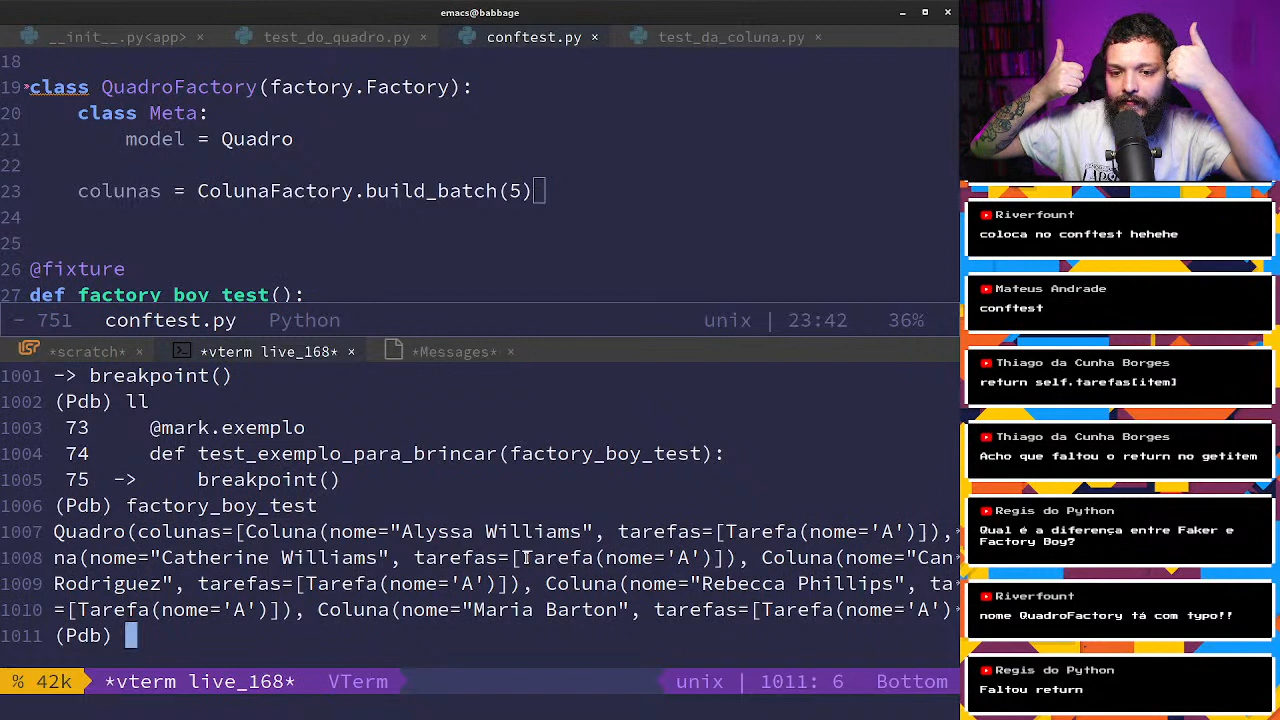 emacs@babbage
__init__.py<app> ×
test_do_quadro.py ×
conftest.py ×
test_da_coluna.py ×
18
19 class QuadroFactory(factory.Factory):
20 class Meta:
21 model = Quadro
22
23 colunas = ColunaFactory.build_batch(5)
24
25
26 @fixture
27 def factory_boy_test():
- 751 conftest.py Python unix | 23:42 36%
*scratch* ×
*vterm live_168* ×
*Messages* ×
1001 -> breakpoint()
1002 (Pdb) ll
1003 73 @mark.exemplo
1004 74 def test_exemplo_para_brincar(factory_boy_test):
1005 75 -> breakpoint()
1006 (Pdb) factory_boy_test
1007 Quadro(colunas=[Coluna(nome="Alyssa Williams", tarefas=[Tarefa(nome='A')]),
1008 na(nome="Catherine Williams", tarefas=[Tarefa(nome='A')]), Coluna(nome="Can
1009 Rodriguez", tarefas=[Tarefa(nome='A')]), Coluna(nome="Rebecca Phillips", ta
1010 =[Tarefa(nome='A')]), Coluna(nome="Maria Barton", tarefas=[Tarefa(nome='A')
1011 (Pdb)
% 42k *vterm live_168* VTerm unix | 1011: 6 Bottom
Riverfount
coloca no conftest hehehe
Mateus Andrade
conftest
Thiago da Cunha Borges
return self.tarefas[item]
Thiago da Cunha Borges
Acho que faltou o return no getitem
Regis do Python
Qual é a diferença entre Faker e
Factory Boy?
Riverfount
nome QuadroFactory tá com typo!!
Regis do Python
Faltou return